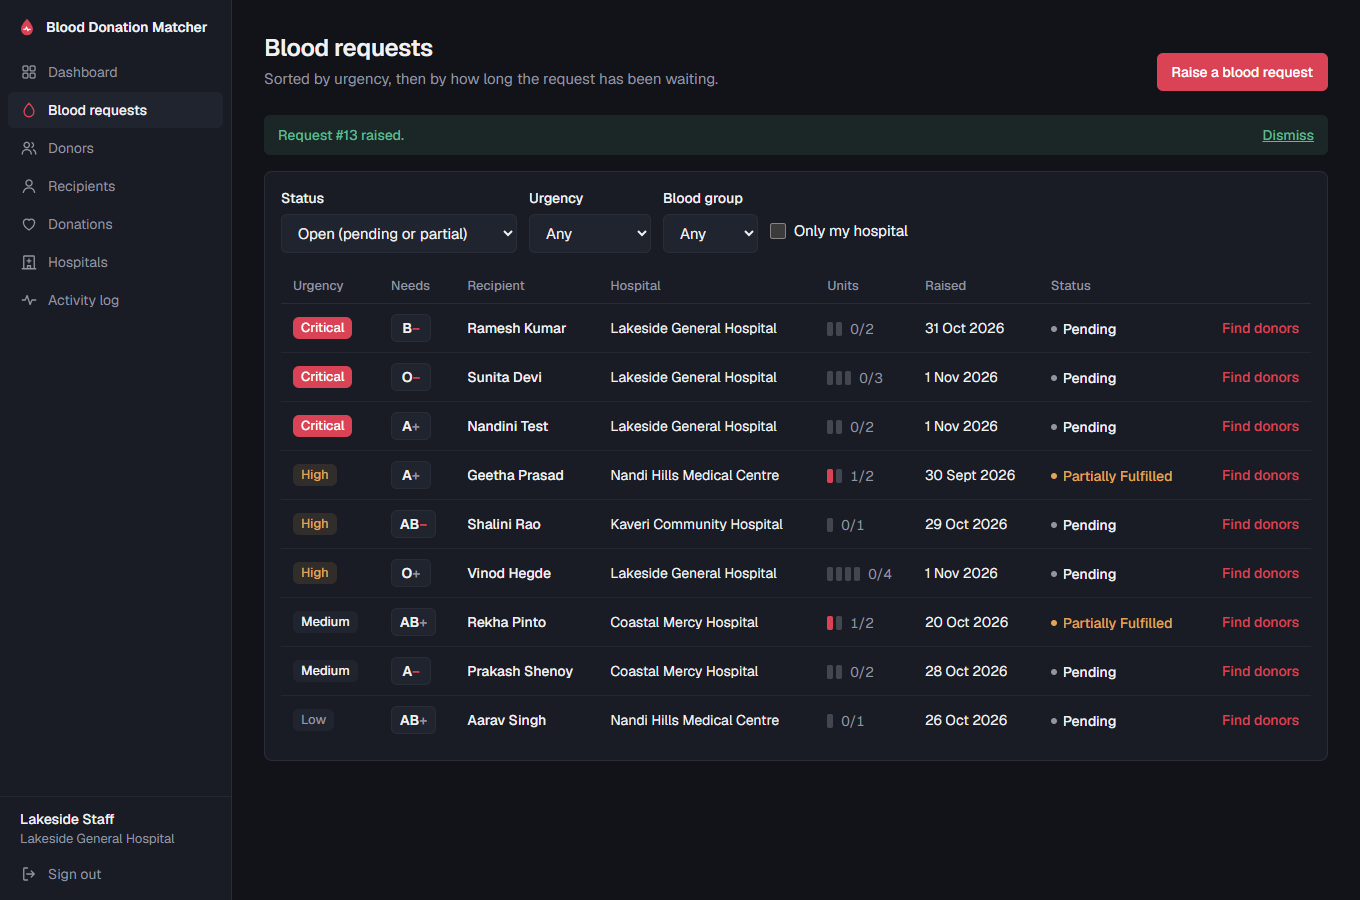 Blood Donation Matcher
Dashboard
Blood requests
Donors
Recipients
Donations
Hospitals
Activity log
Lakeside Staff
Lakeside General Hospital
Sign out
Blood requests
Sorted by urgency, then by how long the request has been waiting.
Raise a blood request
Request #13 raised. Dismiss
Status Urgency Blood group
Open (pending or partial) Any Any Only my hospital
Urgency Needs Recipient Hospital Units Raised Status
Critical B− Ramesh Kumar Lakeside General Hospital 0/2 31 Oct 2026 Pending Find donors
Critical O− Sunita Devi Lakeside General Hospital 0/3 1 Nov 2026 Pending Find donors
Critical A+ Nandini Test Lakeside General Hospital 0/2 1 Nov 2026 Pending Find donors
High A+ Geetha Prasad Nandi Hills Medical Centre 1/2 30 Sept 2026 Partially Fulfilled Find donors
High AB− Shalini Rao Kaveri Community Hospital 0/1 29 Oct 2026 Pending Find donors
High O+ Vinod Hegde Lakeside General Hospital 0/4 1 Nov 2026 Pending Find donors
Medium AB+ Rekha Pinto Coastal Mercy Hospital 1/2 20 Oct 2026 Partially Fulfilled Find donors
Medium A− Prakash Shenoy Coastal Mercy Hospital 0/2 28 Oct 2026 Pending Find donors
Low AB+ Aarav Singh Nandi Hills Medical Centre 0/1 26 Oct 2026 Pending Find donors